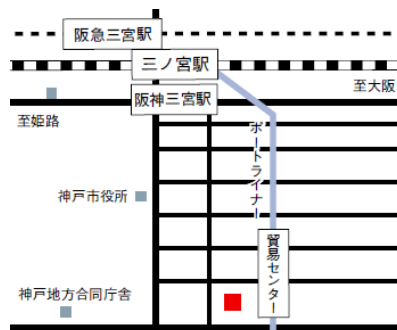 阪急三宮駅
三ノ宮駅
至大阪
阪神三宮駅
至姫路
ポートライナー
神戸市役所
貿易センター
神戸地方合同庁舎